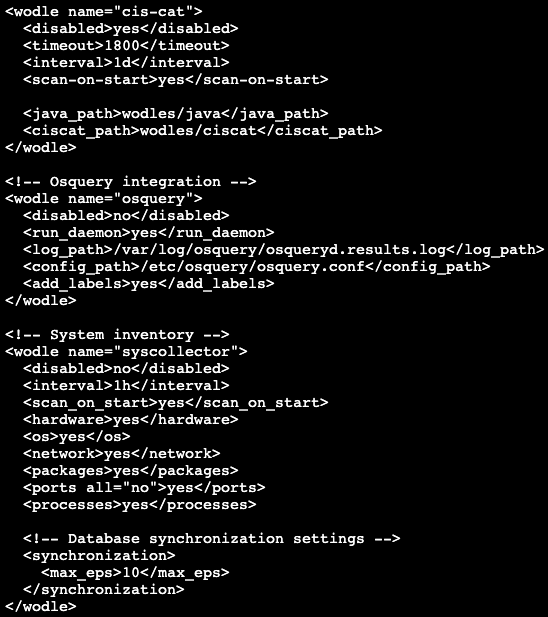 <wodle name="cis-cat">
  <disabled>yes</disabled>
  <timeout>1800</timeout>
  <interval>1d</interval>
  <scan-on-start>yes</scan-on-start>

  <java_path>wodles/java</java_path>
  <ciscat_path>wodles/ciscat</ciscat_path>
</wodle>

<!-- Osquery integration -->
<wodle name="osquery">
  <disabled>no</disabled>
  <run_daemon>yes</run_daemon>
  <log_path>/var/log/osquery/osqueryd.results.log</log_path>
  <config_path>/etc/osquery/osquery.conf</config_path>
  <add_labels>yes</add_labels>
</wodle>

<!-- System inventory -->
<wodle name="syscollector">
  <disabled>no</disabled>
  <interval>1h</interval>
  <scan_on_start>yes</scan_on_start>
  <hardware>yes</hardware>
  <os>yes</os>
  <network>yes</network>
  <packages>yes</packages>
  <ports all="no">yes</ports>
  <processes>yes</processes>

  <!-- Database synchronization settings -->
  <synchronization>
    <max_eps>10</max_eps>
  </synchronization>
</wodle>